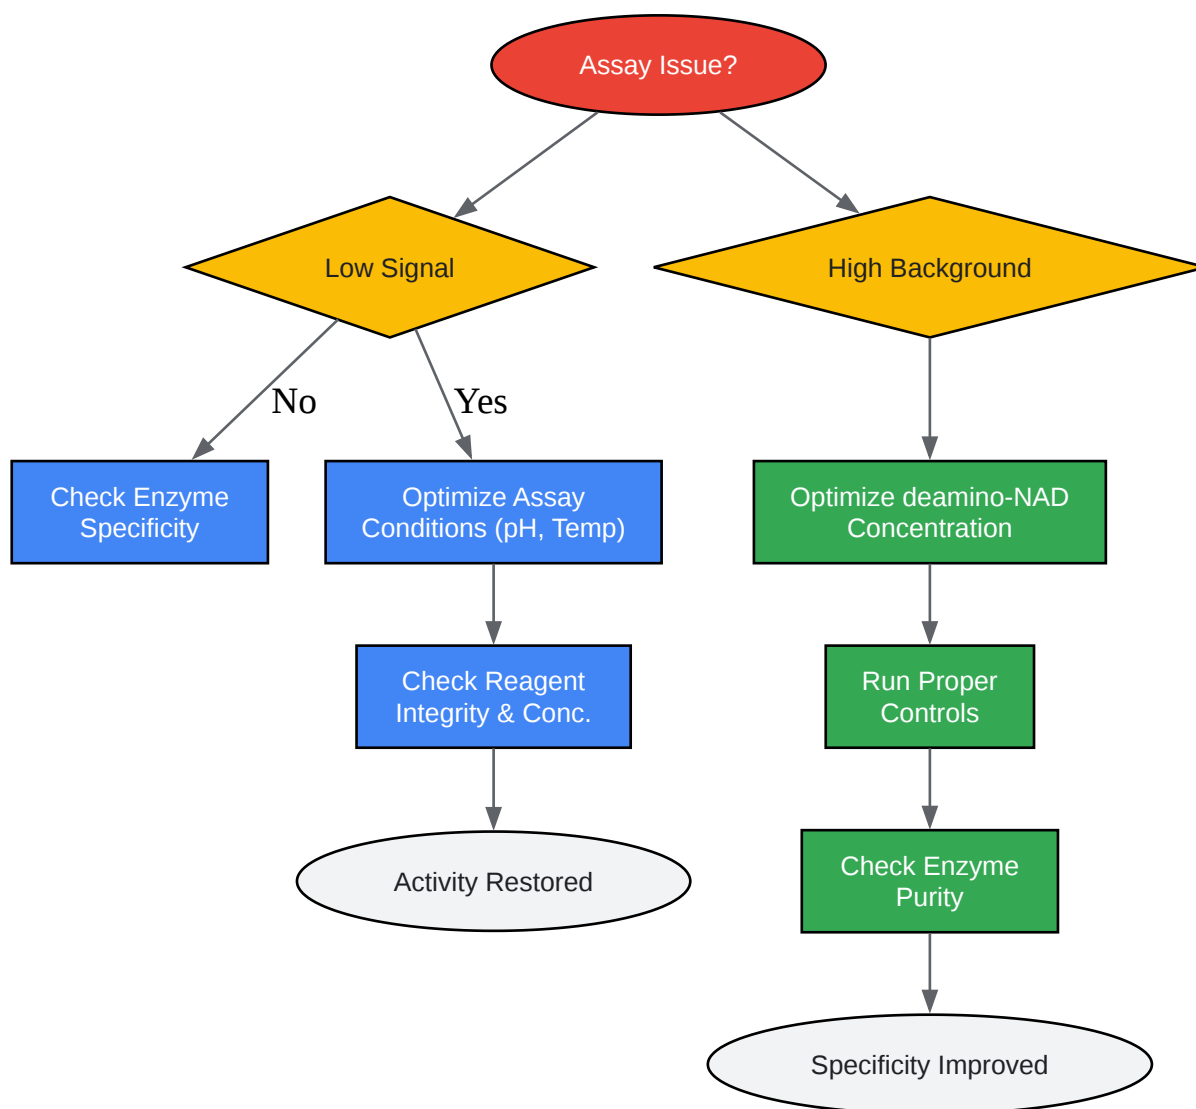 Assay Issue?
Low Signal
High Background
No
Yes
Check Enzyme
Specificity
Optimize Assay
Conditions (pH, Temp)
Optimize deamino-NAD
Concentration
Check Reagent
Integrity & Conc.
Run Proper
Controls
Activity Restored
Check Enzyme
Purity
Specificity Improved